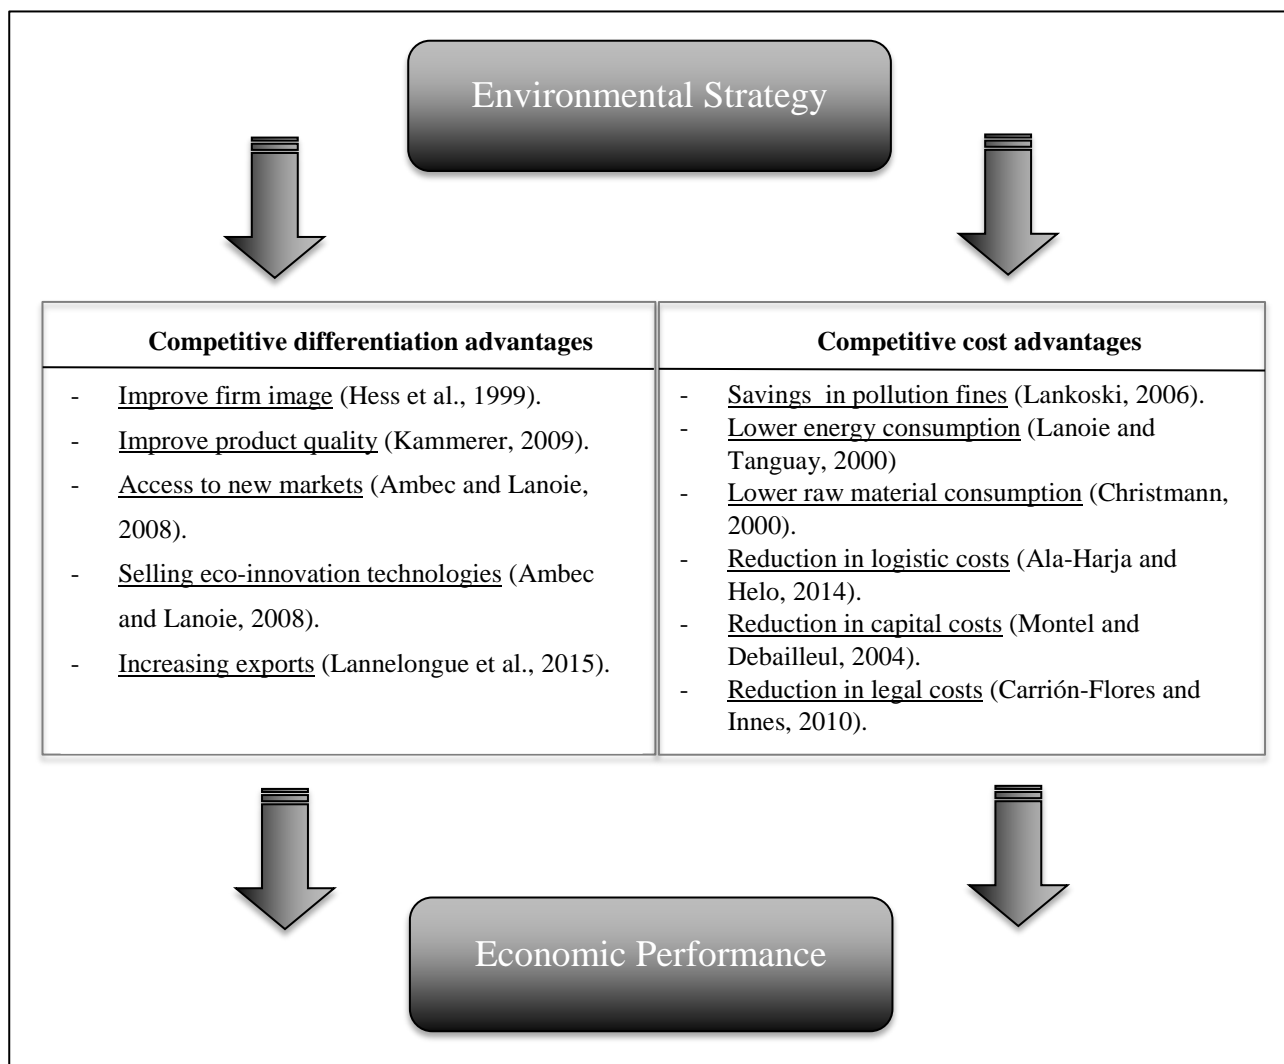 Environmental Strategy
Competitive differentiation advantages
- Improve firm image (Hess et al., 1999).
- Improve product quality (Kammerer, 2009).
- Access to new markets (Ambec and Lanoie,
2008).
- Selling eco-innovation technologies (Ambec
and Lanoie, 2008).
- Increasing exports (Lannelongue et al., 2015).
Competitive cost advantages
- Savings in pollution fines (Lankoski, 2006).
- Lower energy consumption (Lanoie and
Tanguay, 2000)
- Lower raw material consumption (Christmann,
2000).
- Reduction in logistic costs (Ala-Harja and
Helo, 2014).
- Reduction in capital costs (Montel and
Debailleul, 2004).
- Reduction in legal costs (Carrión-Flores and
Innes, 2010).
Economic Performance